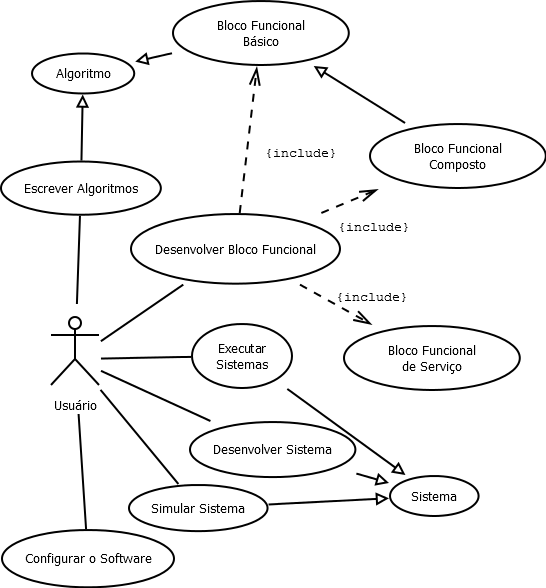 Bloco Funcional
Básico
Algoritmo
{include}
Bloco Funcional
Composto
Escrever Algoritmos
{include}
Desenvolver Bloco Funcional
{include}
Executar
Sistemas
Bloco Funcional
de Serviço
Usuário
Desenvolver Sistema
Sistema
Simular Sistema
Configurar o Software